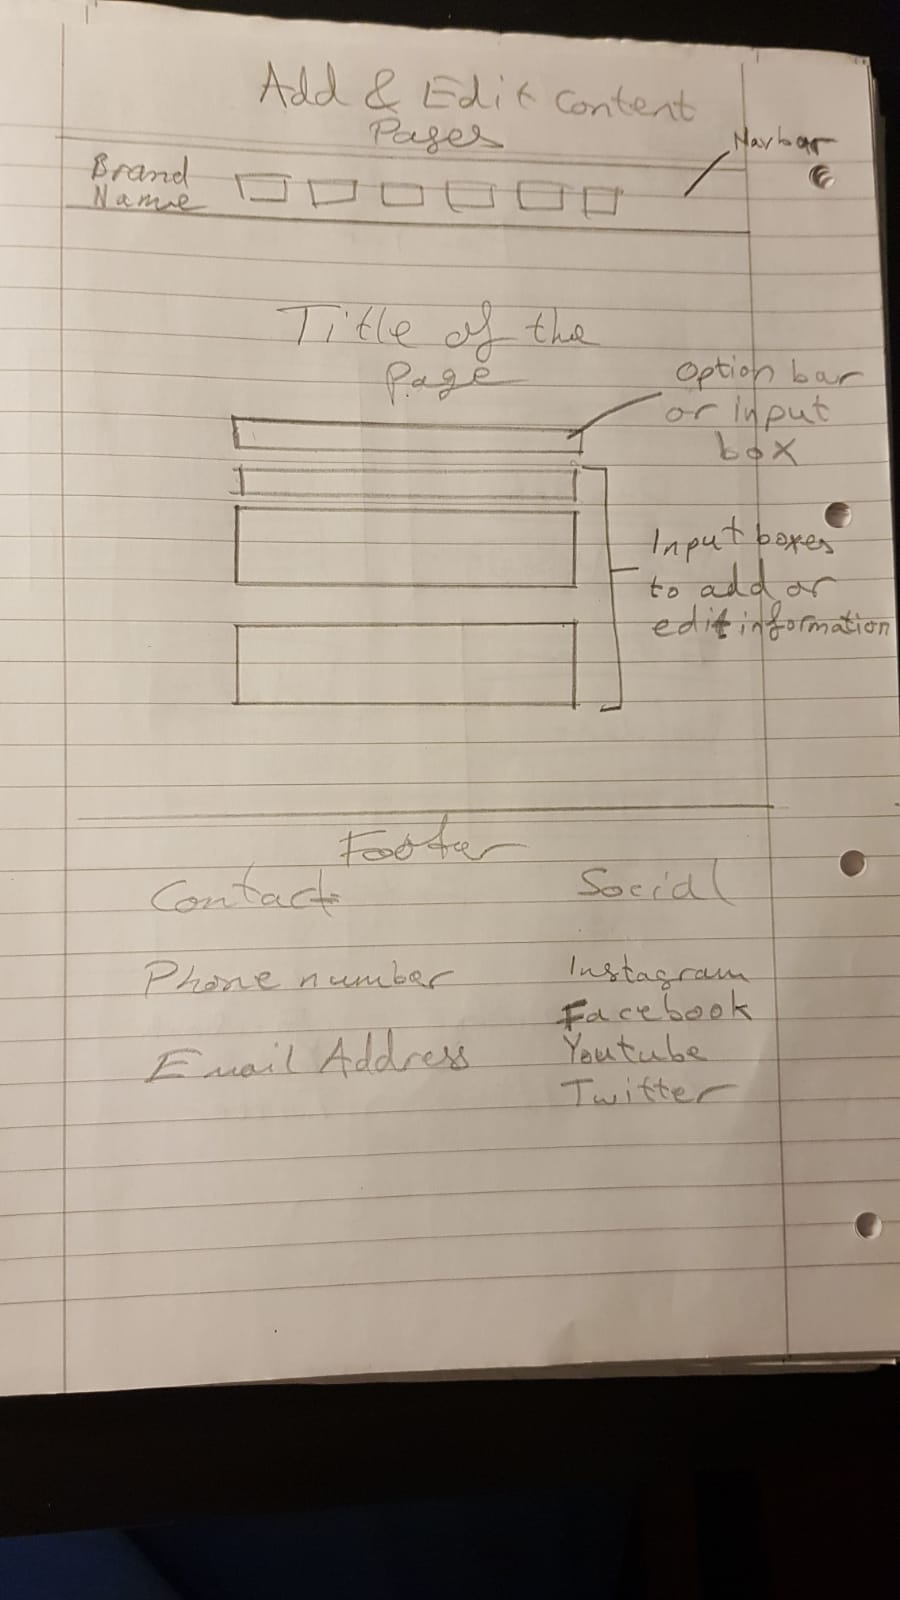 Add & Edit Content
Pages
Navbar
Brand
Name
Title of the
Page
Option bar
or input
box
Input boxes
to add or
edit information
Footer
Contact
Social
Phone number
Instagram
Facebook
Email Address
Youtube
Twitter